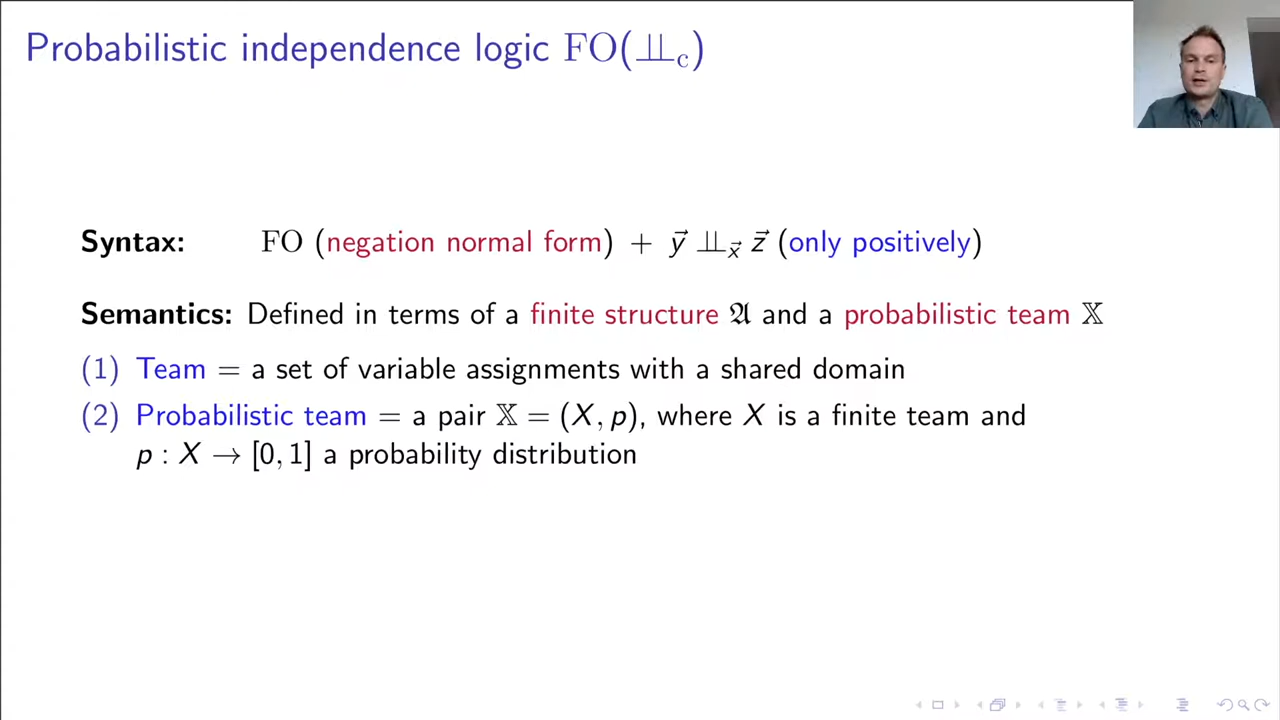 Probabilistic independence logic FO(⫫c)
Syntax: FO (negation normal form) + y⃗ ⫫x⃗ z⃗ (only positively)
Semantics: Defined in terms of a finite structure 𝔄 and a probabilistic team 𝕏
(1) Team = a set of variable assignments with a shared domain
(2) Probabilistic team = a pair 𝕏 = (X, p), where X is a finite team and
p : X → [0, 1] a probability distribution